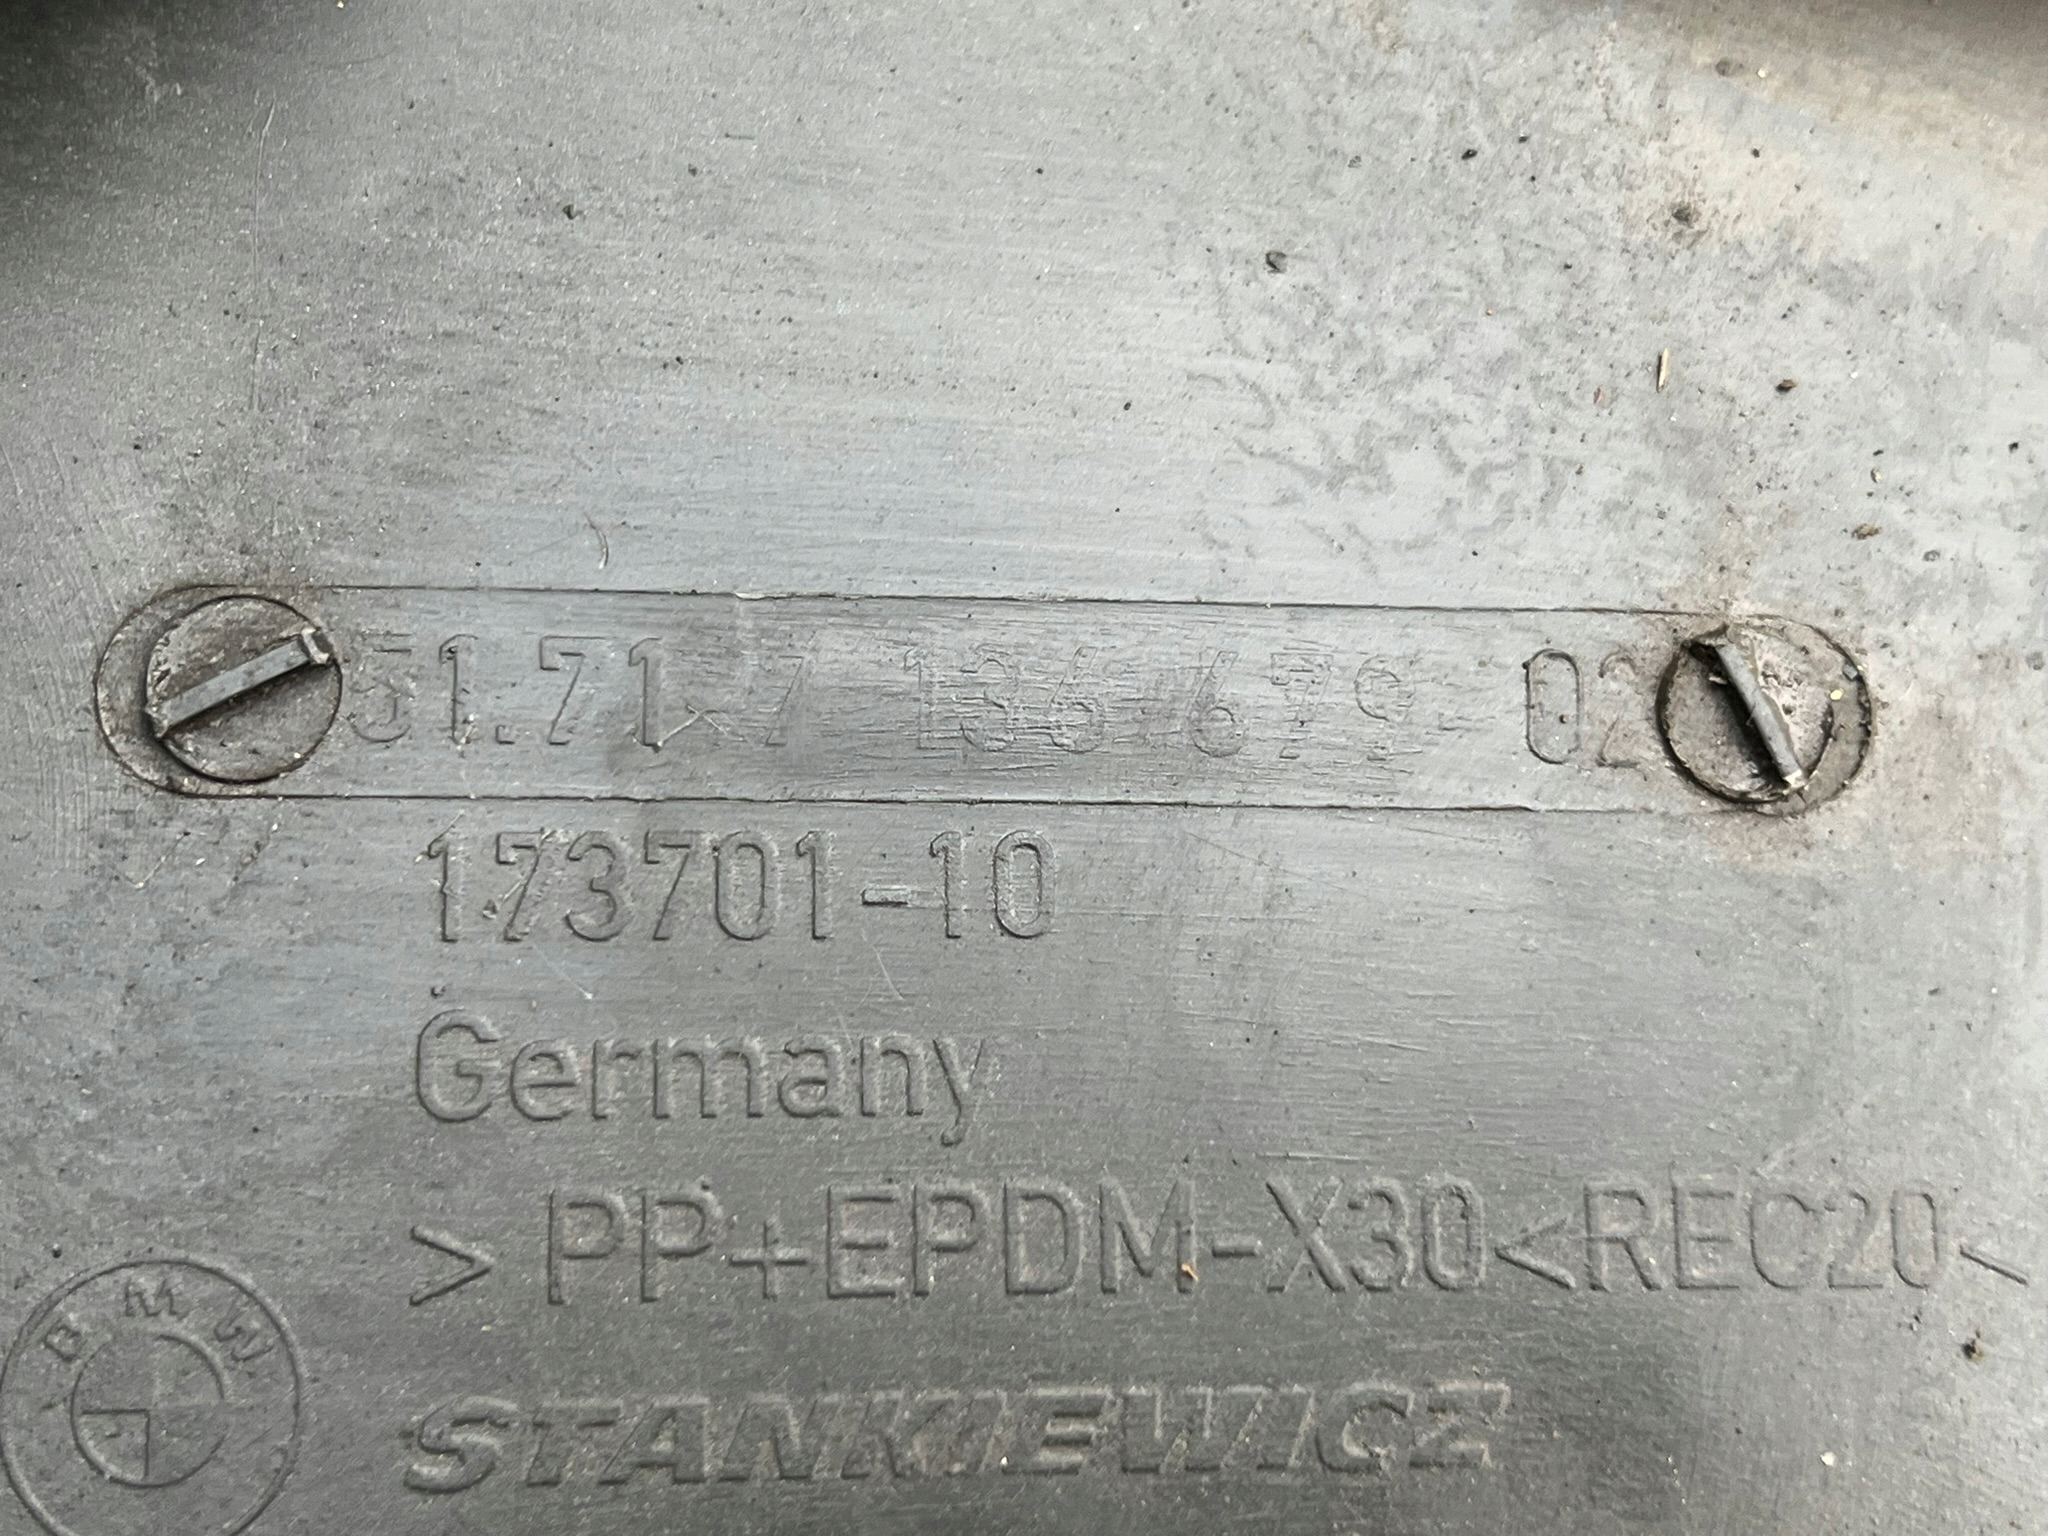 51.71-7 136 679. 02
173701-10
Germany
> PP+EPDM-X30<REC20<
BMW
STANKIEWICZ